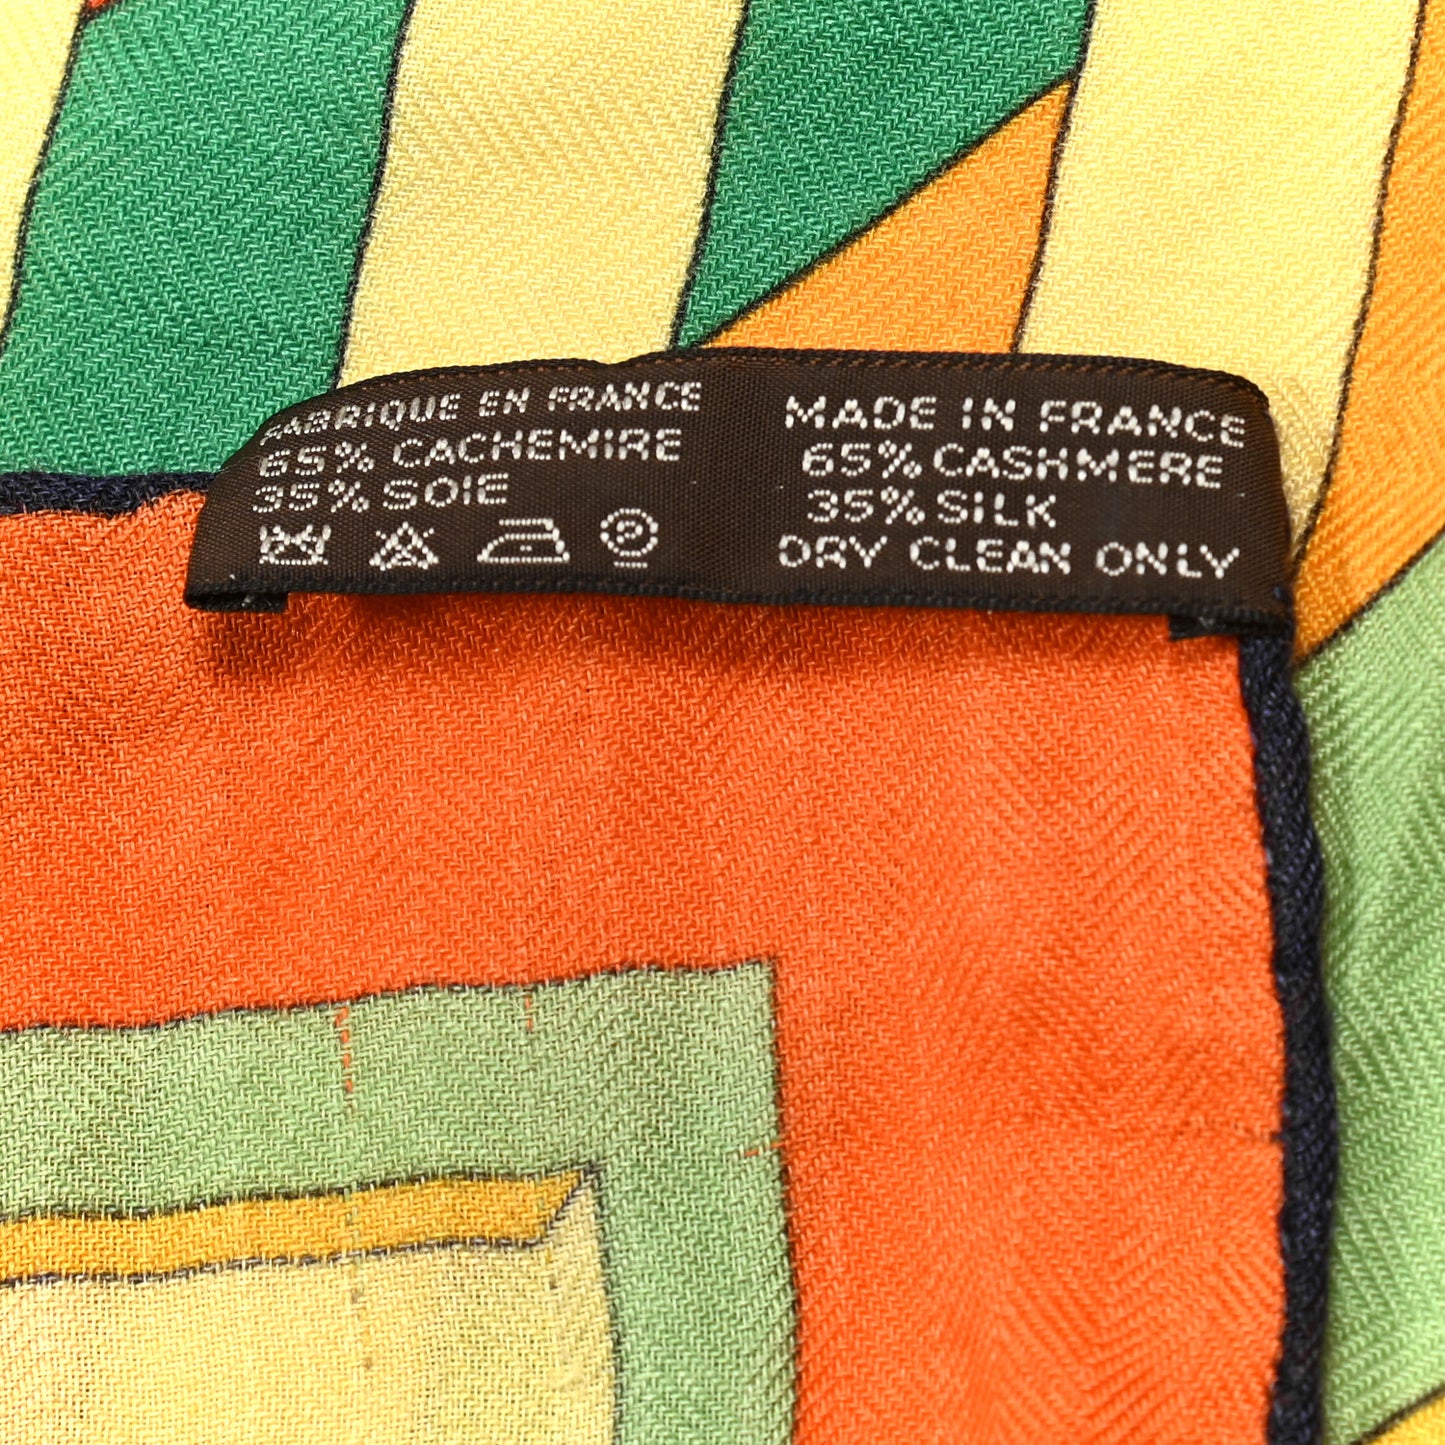 FABRIQUE EN FRANCE
65% CACHEMIRE
35% SOIE
P
MADE IN FRANCE
65% CASHMERE
35% SILK
DRY CLEAN ONLY